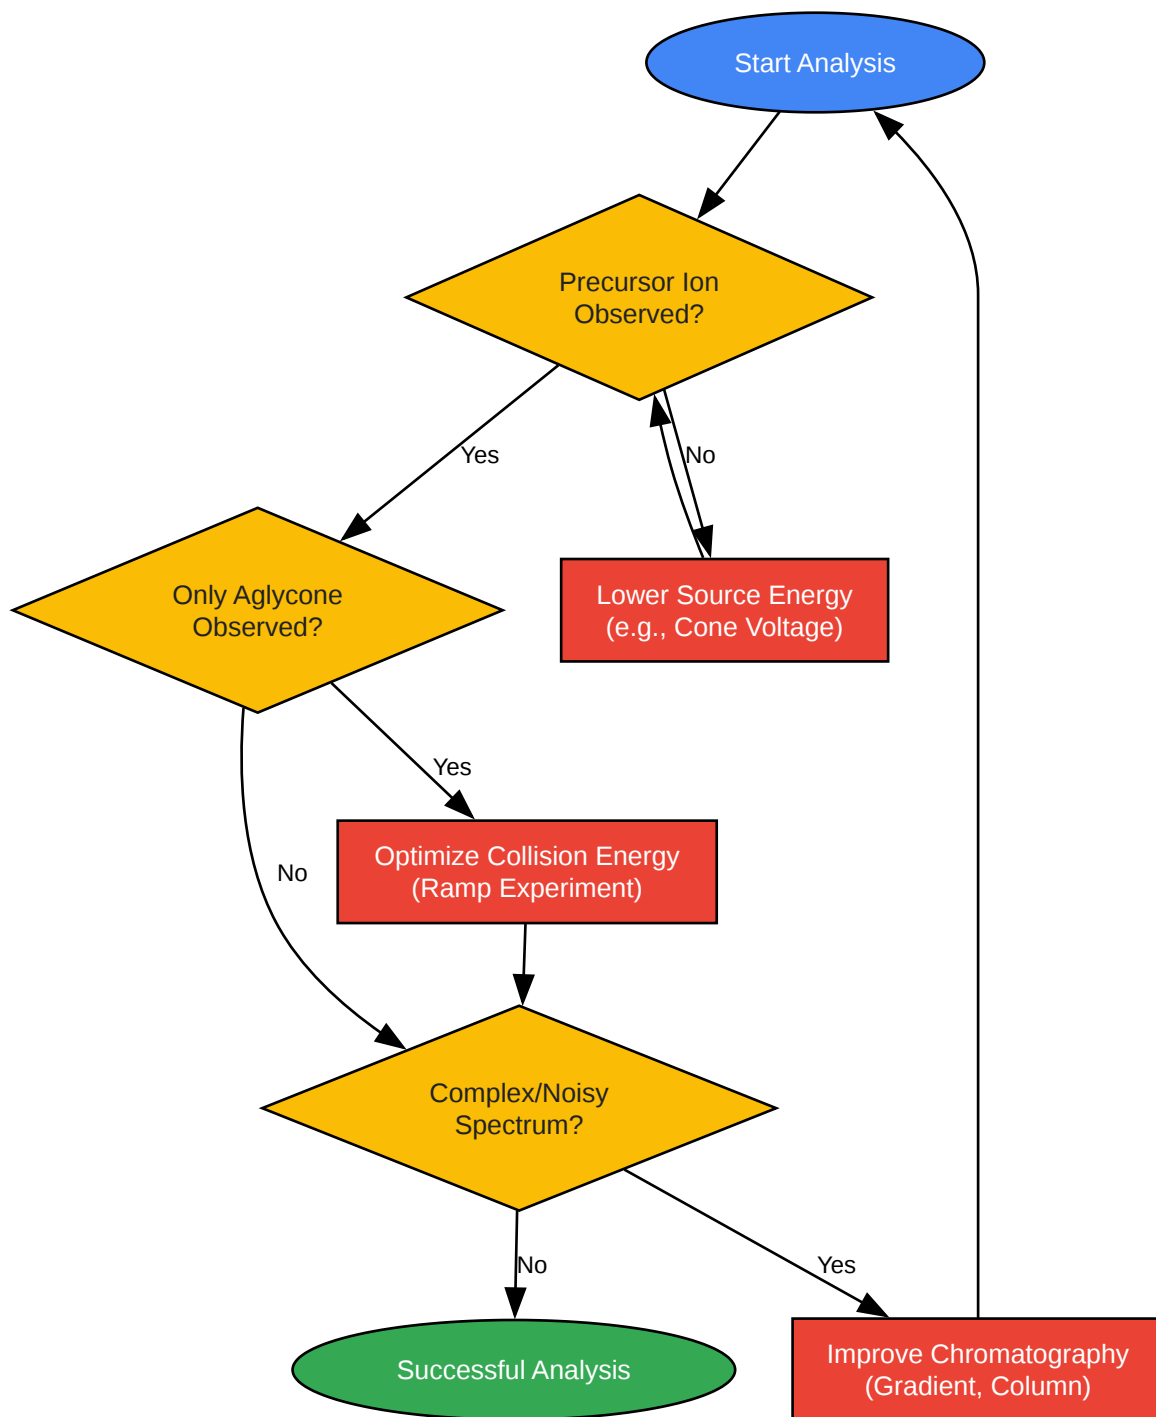 Start Analysis
Precursor Ion
Observed?
Yes
No
Only Aglycone
Observed?
Lower Source Energy
(e.g., Cone Voltage)
Yes
No
Optimize Collision Energy
(Ramp Experiment)
Complex/Noisy
Spectrum?
No
Yes
Successful Analysis
Improve Chromatography
(Gradient, Column)